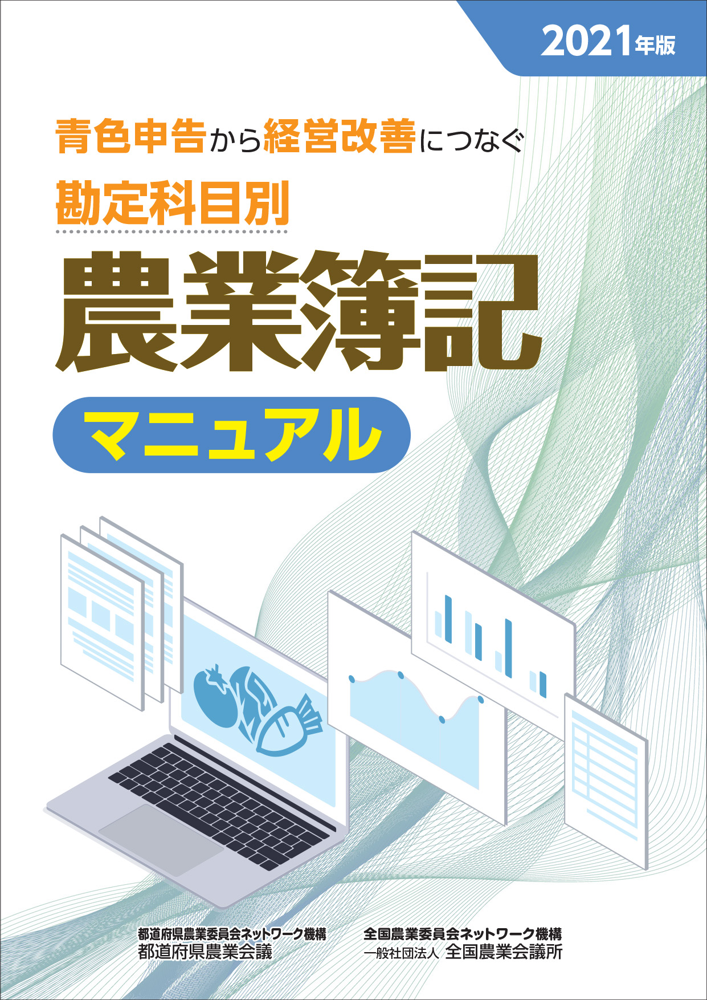 2021年版
青色申告から経営改善につなぐ
勘定科目別
農業簿記
マニュアル
都道府県農業委員会ネットワーク機構
都道府県農業会議
全国農業委員会ネットワーク機構
一般社団法人 全国農業会議所